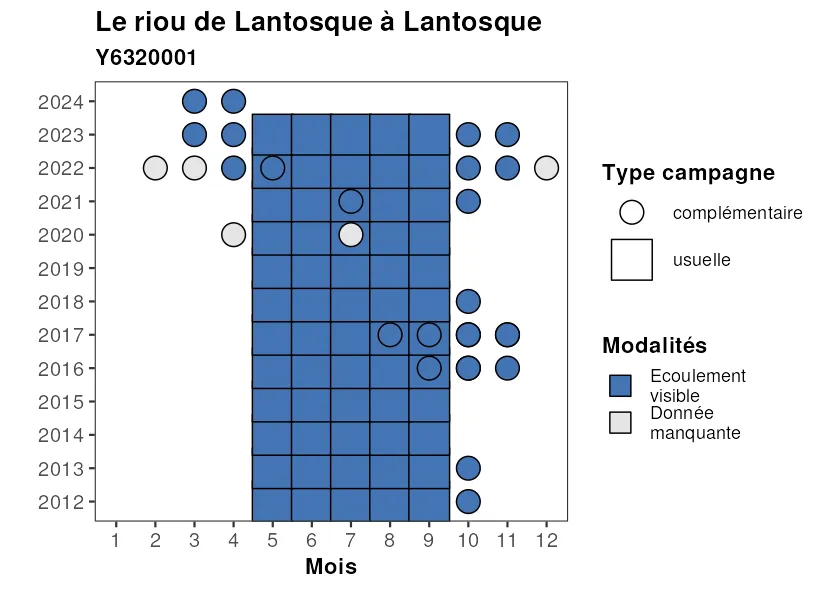 Le riou de Lantosque à Lantosque
Y6320001
2024
2023
2022
2021
2020
2019
2018
2017
2016
2015
2014
2013
2012
1 2 3 4 5 6 7 8 9 10 11 12
Mois
Type campagne
complémentaire
usuelle
Modalités
Ecoulement
visible
Donnée
manquante